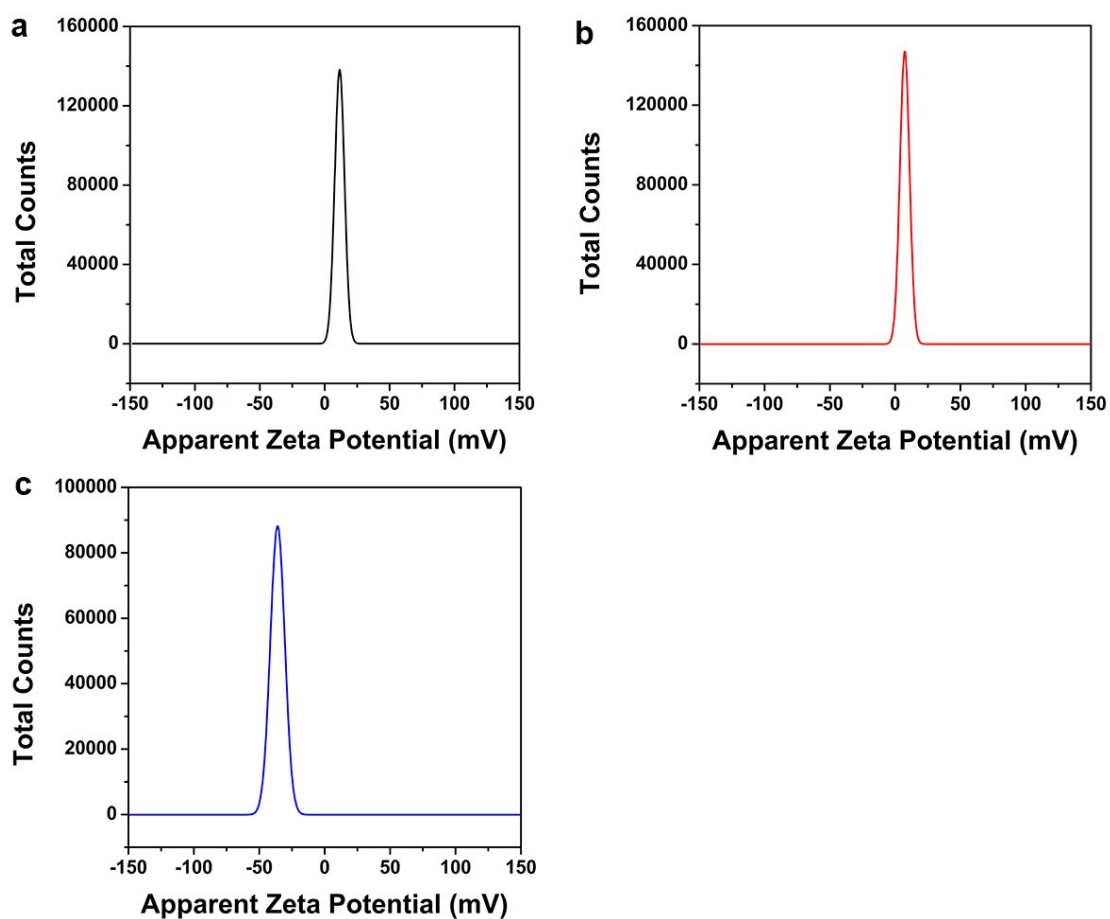 a
160000
120000
80000
40000
0
Total Counts
-150 -100 -50 0 50 100 150
Apparent Zeta Potential (mV)
b
160000
120000
80000
40000
0
Total Counts
-150 -100 -50 0 50 100 150
Apparent Zeta Potential (mV)
c
100000
80000
60000
40000
20000
0
Total Counts
-150 -100 -50 0 50 100 150
Apparent Zeta Potential (mV)